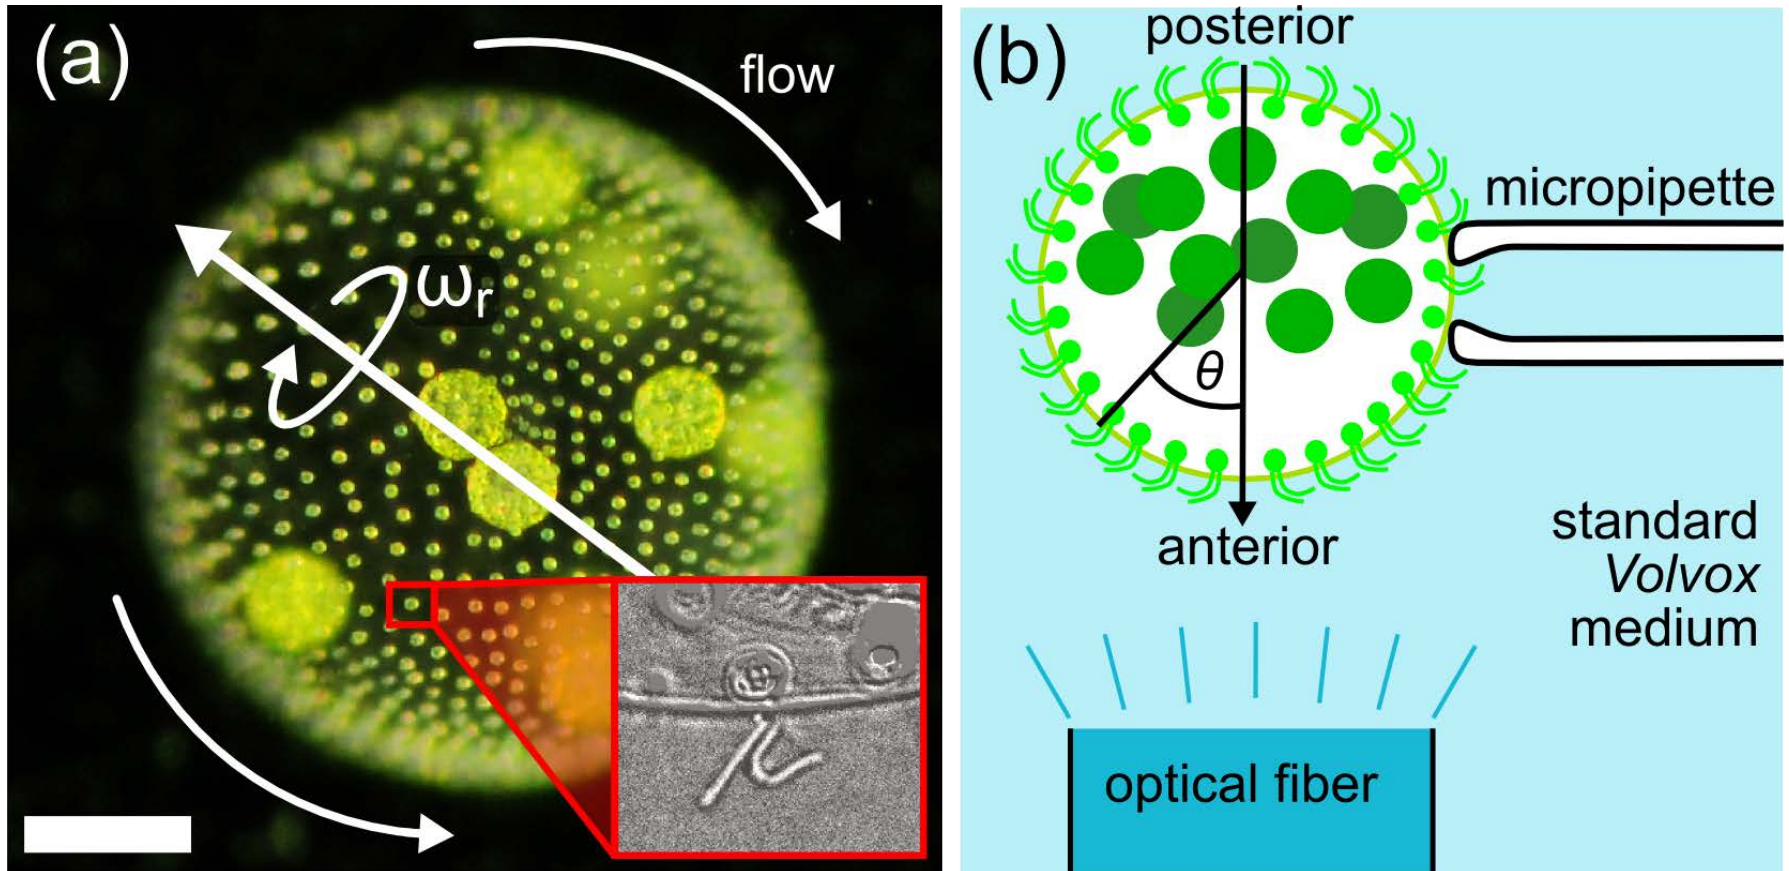 (a)
flow
ωr
(b)
posterior
micropipette
θ
anterior
standard
Volvox
medium
optical fiber